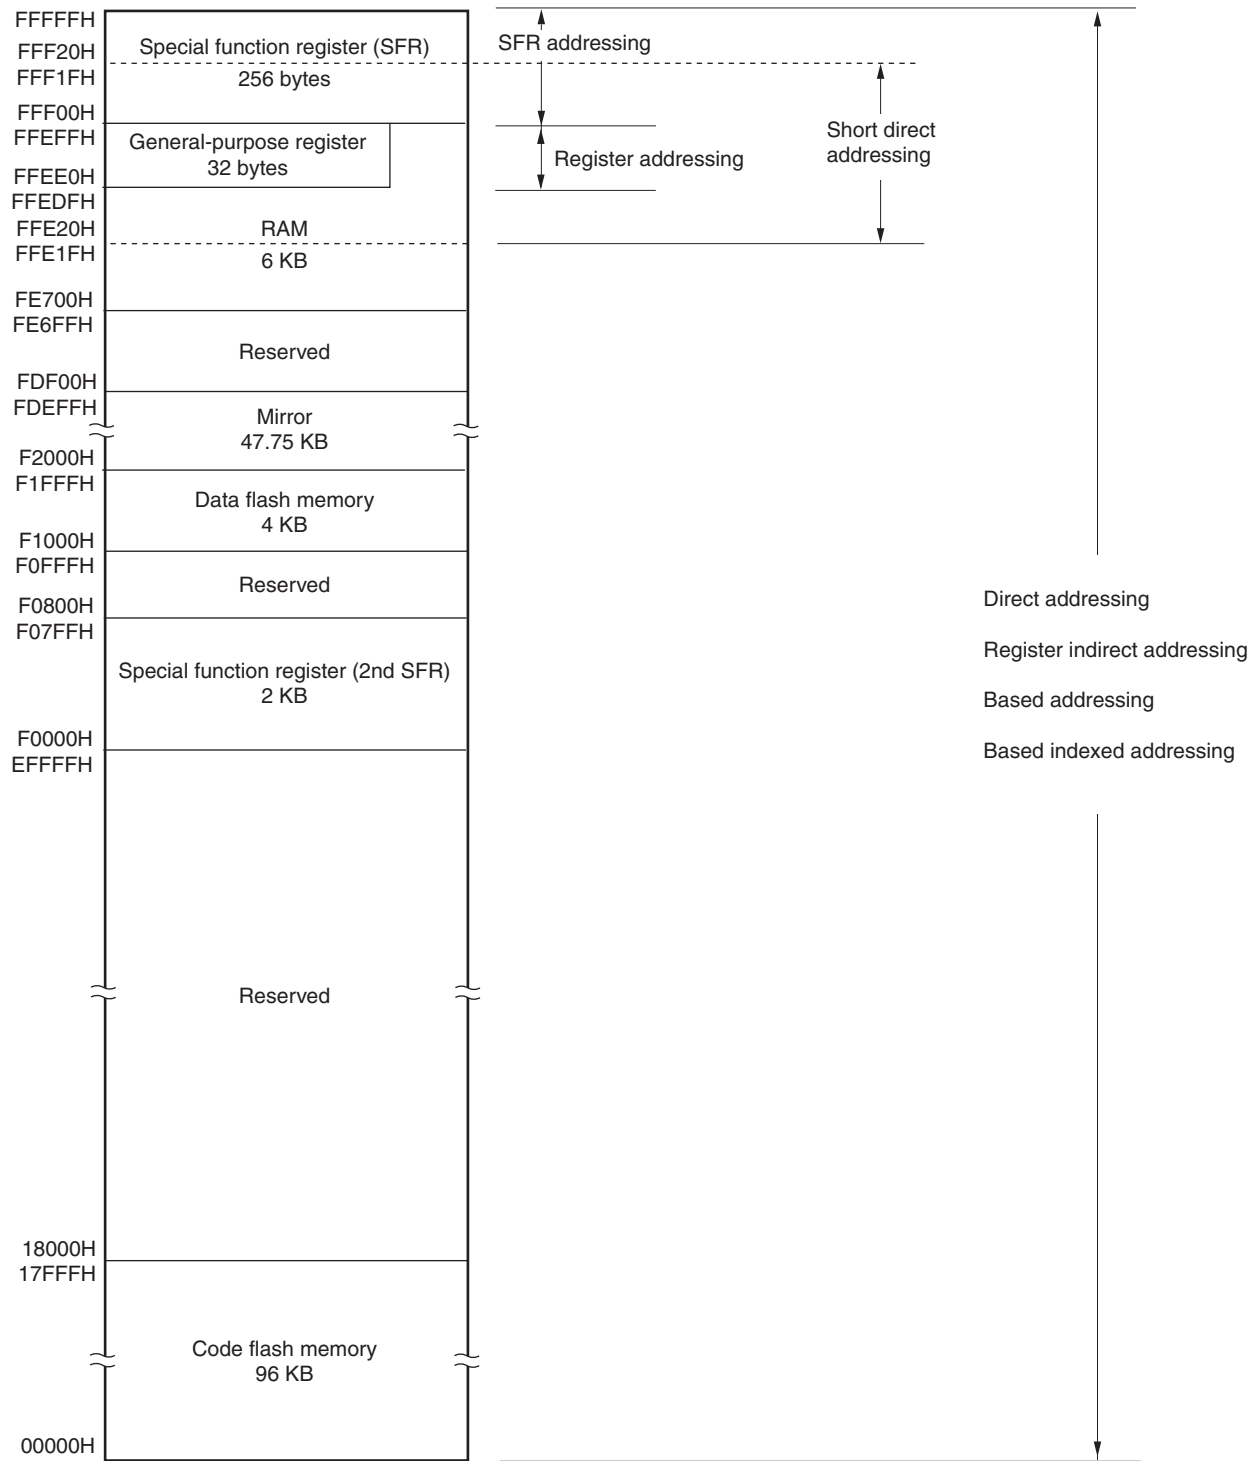 FFFFFH
Special function register (SFR)
256 bytes
SFR addressing
FFF20H
FFF1FH
FFF00H
FFEFFH
General-purpose register
32 bytes
Register addressing
Short direct
addressing
FFEE0H
FFEDFH
FFE20H
FFE1FH
RAM
6 KB
FE700H
FE6FFH
Reserved
FDF00H
FDEFFH
Mirror
47.75 KB
F2000H
F1FFFH
Data flash memory
4 KB
F1000H
F0FFFH
Reserved
F0800H
F07FFH
Special function register (2nd SFR)
2 KB
Direct addressing
Register indirect addressing
Based addressing
Based indexed addressing
F0000H
EFFFFH
Reserved
18000H
17FFFH
Code flash memory
96 KB
00000H